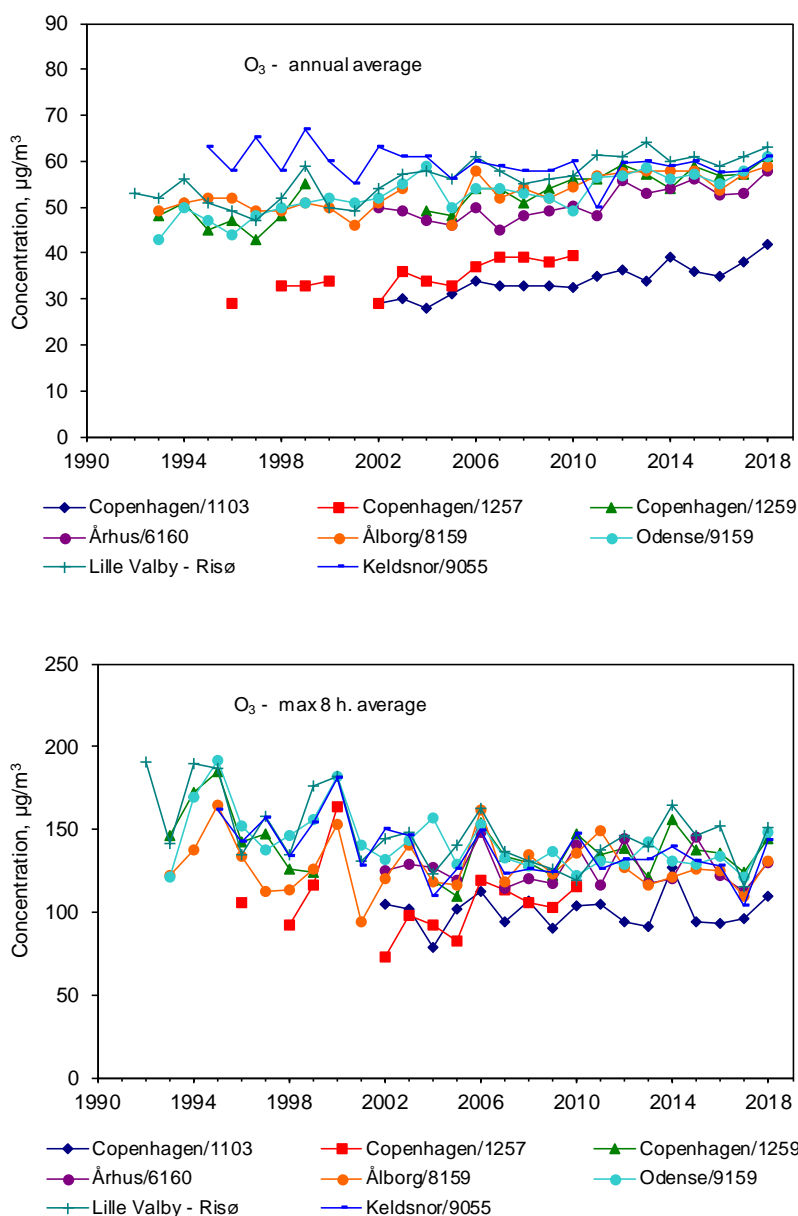 O₃ - annual average
Concentration, µg/m³
90
80
70
60
50
40
30
20
10
0
1990 1994 1998 2002 2006 2010 2014 2018
Copenhagen/1103 Copenhagen/1257 Copenhagen/1259
Århus/6160 Ålborg/8159 Odense/9159
Lille Valby - Risø Keldsnor/9055
O₃ - max 8 h. average
Concentration, µg/m³
250
200
150
100
50
0
1990 1994 1998 2002 2006 2010 2014 2018
Copenhagen/1103 Copenhagen/1257 Copenhagen/1259
Århus/6160 Ålborg/8159 Odense/9159
Lille Valby - Risø Keldsnor/9055